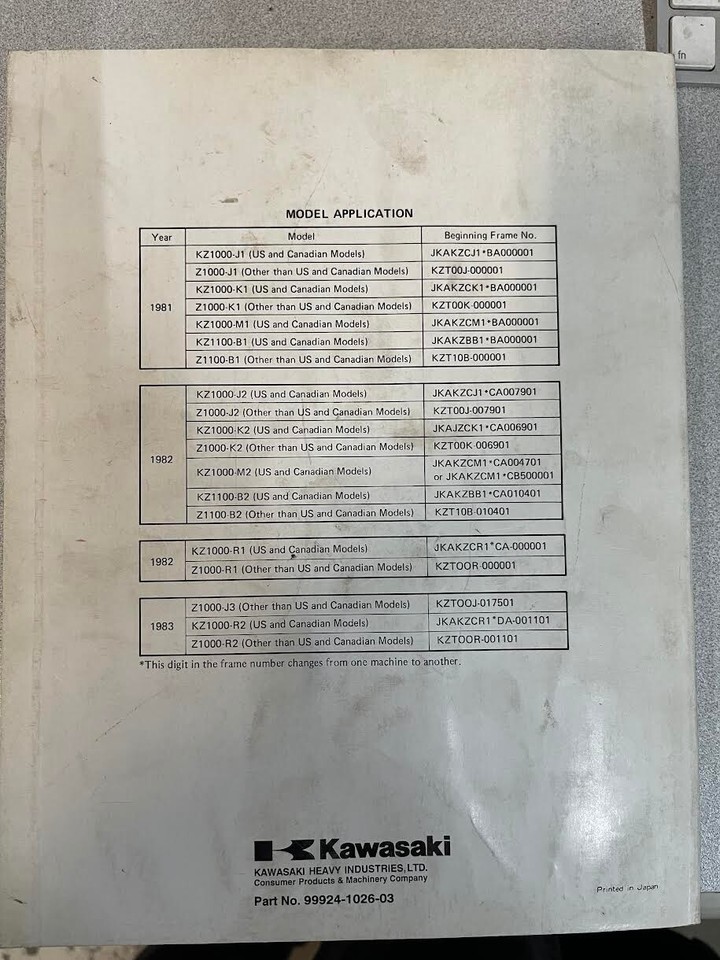 fn
MODEL APPLICATION
Year Model Beginning Frame No.
1981
KZ1000-J1 (US and Canadian Models) JKAKZCJ1*BA000001
Z1000-J1 (Other than US and Canadian Models) KZT00J-000001
KZ1000-K1 (US and Canadian Models) JKAKZCK1*BA000001
Z1000-K1 (Other than US and Canadian Models) KZT00K-000001
KZ1000-M1 (US and Canadian Models) JKAKZCM1*BA000001
KZ1100-B1 (US and Canadian Models) JKAKZBB1*BA000001
Z1100-B1 (Other than US and Canadian Models) KZT10B-000001
1982
KZ1000-J2 (US and Canadian Models) JKAKZCJ1*CA007901
Z1000-J2 (Other than US and Canadian Models) KZT00J-007901
KZ1000-K2 (US and Canadian Models) JKAJZCK1*CA006901
Z1000-K2 (Other than US and Canadian Models) KZT00K-006901
KZ1000-M2 (US and Canadian Models) JKAKZCM1*CA004701
or JKAKZCM1*CB500001
KZ1100-B2 (US and Canadian Models) JKAKZBB1*CA010401
Z1100-B2 (Other than US and Canadian Models) KZT10B-010401
1982
KZ1000-R1 (US and Canadian Models) JKAKZCR1*CA-000001
Z1000-R1 (Other than US and Canadian Models) KZTOOR-000001
1983
Z1000-J3 (Other than US and Canadian Models) KZTOOJ-017501
KZ1000-R2 (US and Canadian Models) JKAKZCR1*DA-001101
Z1000-R2 (Other than US and Canadian Models) KZTOOR-001101
*This digit in the frame number changes from one machine to another.
Kawasaki
KAWASAKI HEAVY INDUSTRIES, LTD.
Consumer Products & Machinery Company
Part No. 99924-1026-03
Printed in Japan